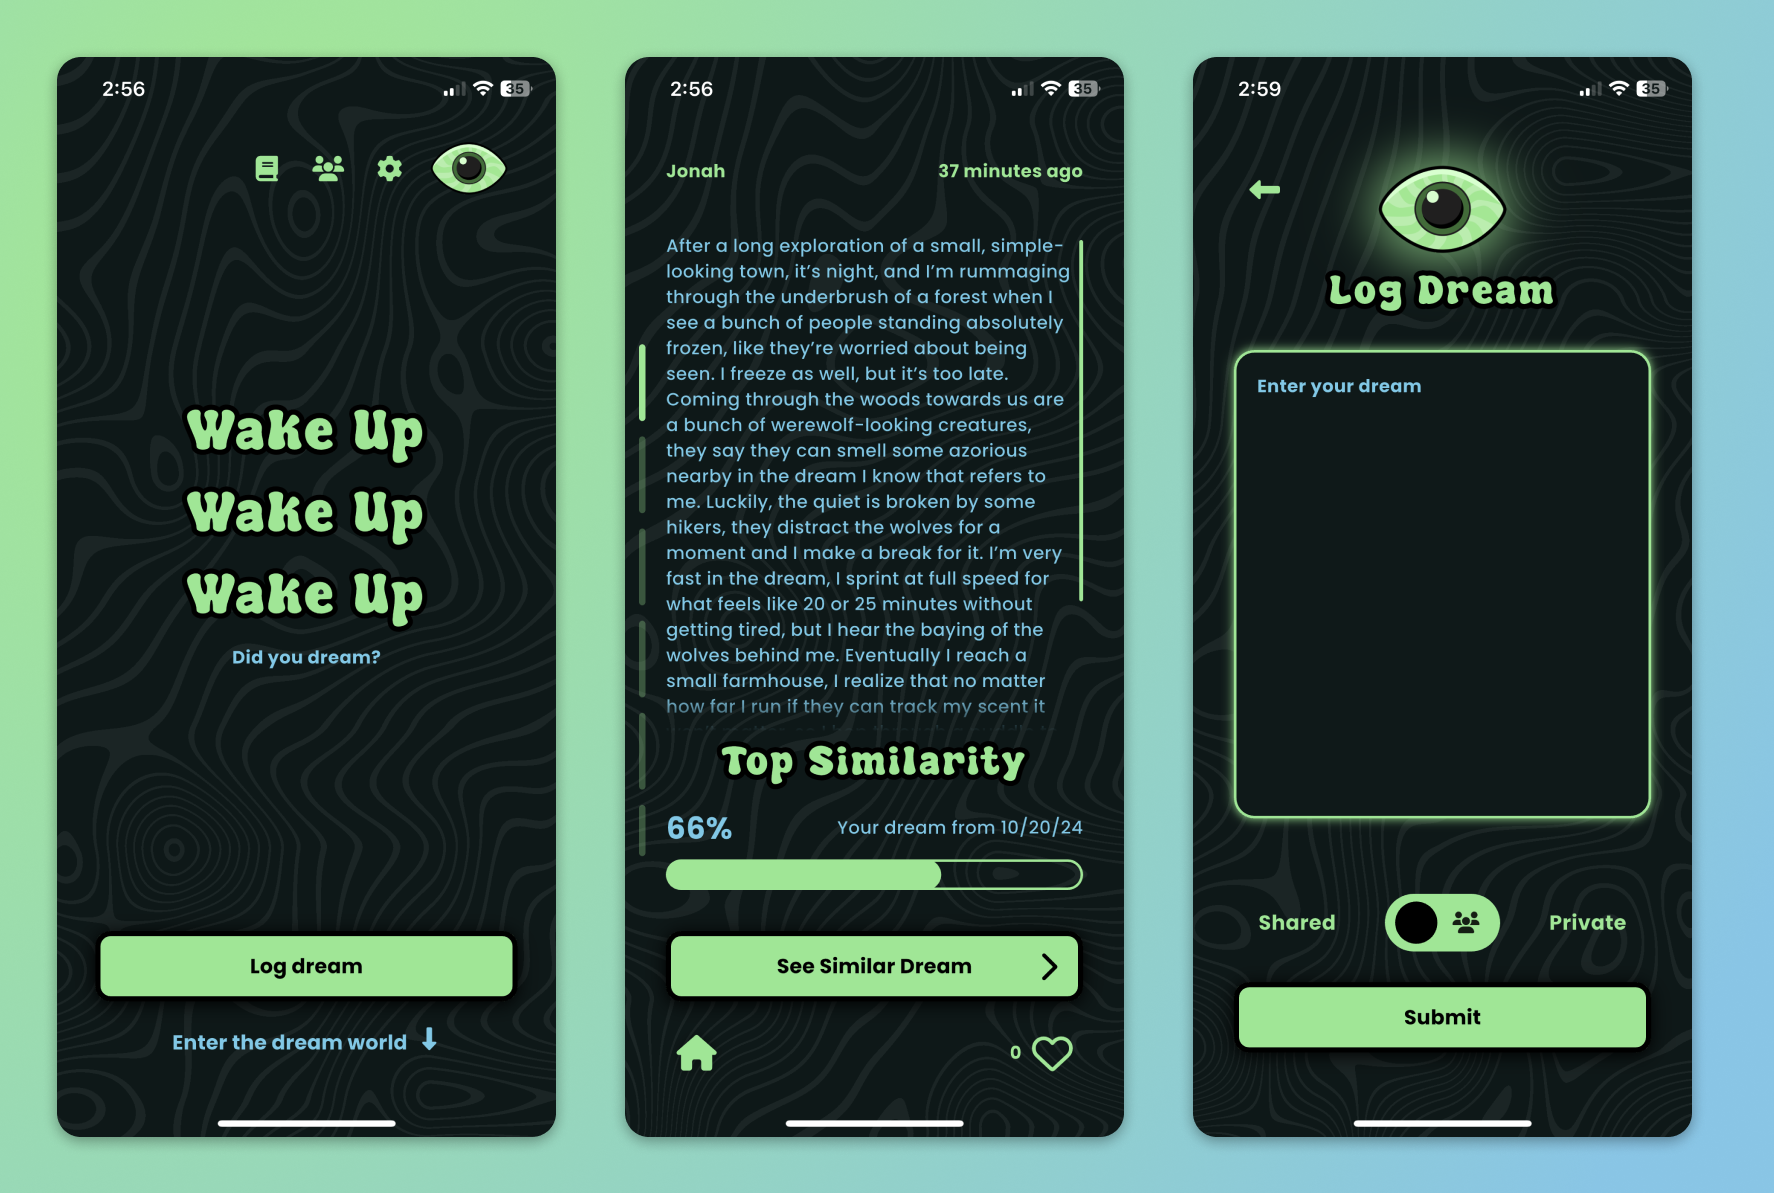 2:56
35
Wake Up
Wake Up
Wake Up
Did you dream?
Log dream
Enter the dream world
2:56
35
Jonah
37 minutes ago
After a long exploration of a small, simple-
looking town, it's night, and I'm rummaging
through the underbrush of a forest when I
see a bunch of people standing absolutely
frozen, like they're worried about being
seen. I freeze as well, but it's too late.
Coming through the woods towards us are
a bunch of werewolf-looking creatures,
they say they can smell some azorious
nearby in the dream I know that refers to
me. Luckily, the quiet is broken by some
hikers, they distract the wolves for a
moment and I make a break for it. I'm very
fast in the dream, I sprint at full speed for
what feels like 20 or 25 minutes without
getting tired, but I hear the baying of the
wolves behind me. Eventually I reach a
small farmhouse, I realize that no matter
how far I run if they can track my scent it
Top Similarity
66%
Your dream from 10/20/24
See Similar Dream
0
2:59
35
Log Dream
Enter your dream
Shared
Private
Submit